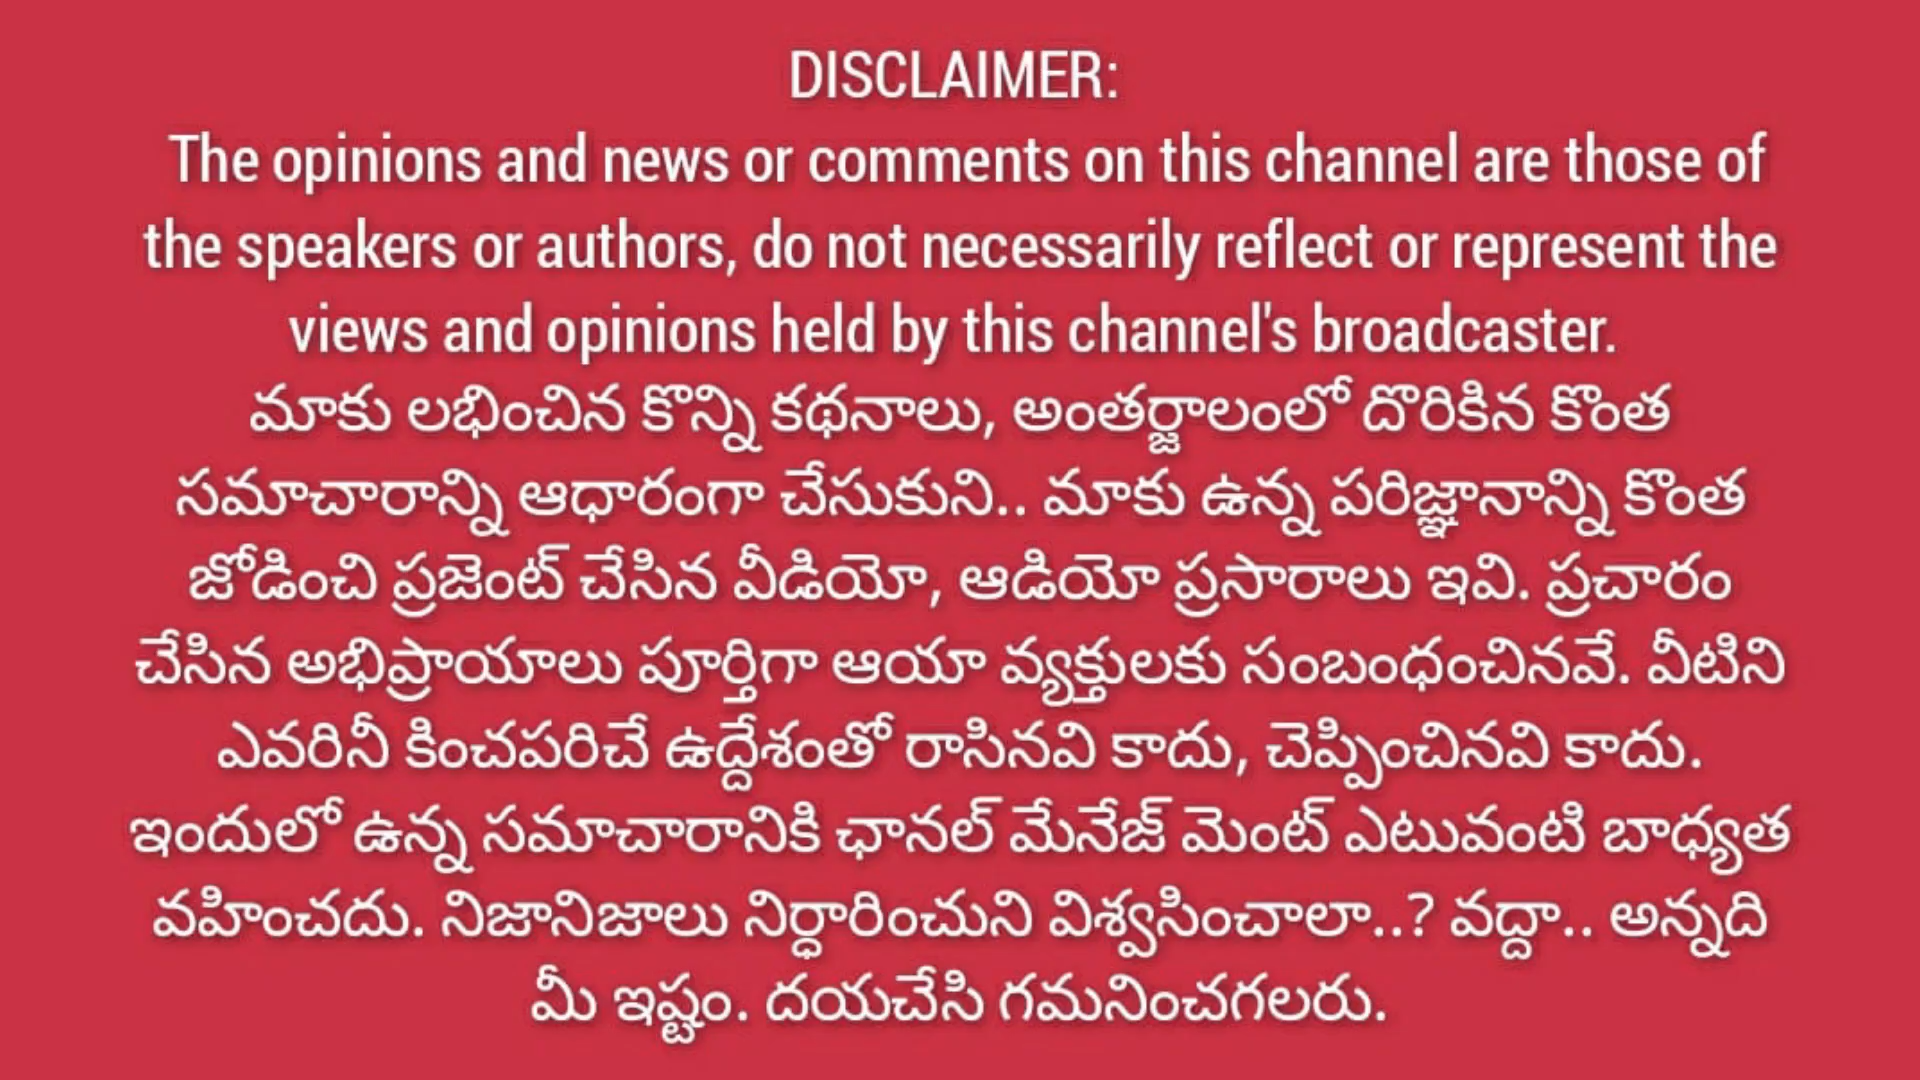 DISCLAIMER:
The opinions and news or comments on this channel are those of
the speakers or authors, do not necessarily reflect or represent the
views and opinions held by this channel's broadcaster.
మాకు లభించిన కొన్ని కథనాలు, అంతర్జాలంలో దొరికిన కొంత
సమాచారాన్ని ఆధారంగా చేసుకుని.. మాకు ఉన్న పరిజ్ఞానాన్ని కొంత
జోడించి ప్రజెంట్ చేసిన వీడియో, ఆడియో ప్రసారాలు ఇవి. ప్రచారం
చేసిన అభిప్రాయాలు పూర్తిగా ఆయా వ్యక్తులకు సంబంధించినవే. వీటిని
ఎవరినీ కించపరిచే ఉద్దేశంతో రాసినవి కాదు, చెప్పించినవి కాదు.
ఇందులో ఉన్న సమాచారానికి ఛానల్ మేనేజ్ మెంట్ ఎటువంటి బాధ్యత
వహించదు. నిజానిజాలు నిర్ధారించుని విశ్వసించాలా..? వద్దా.. అన్నది
మీ ఇష్టం. దయచేసి గమనించగలరు.